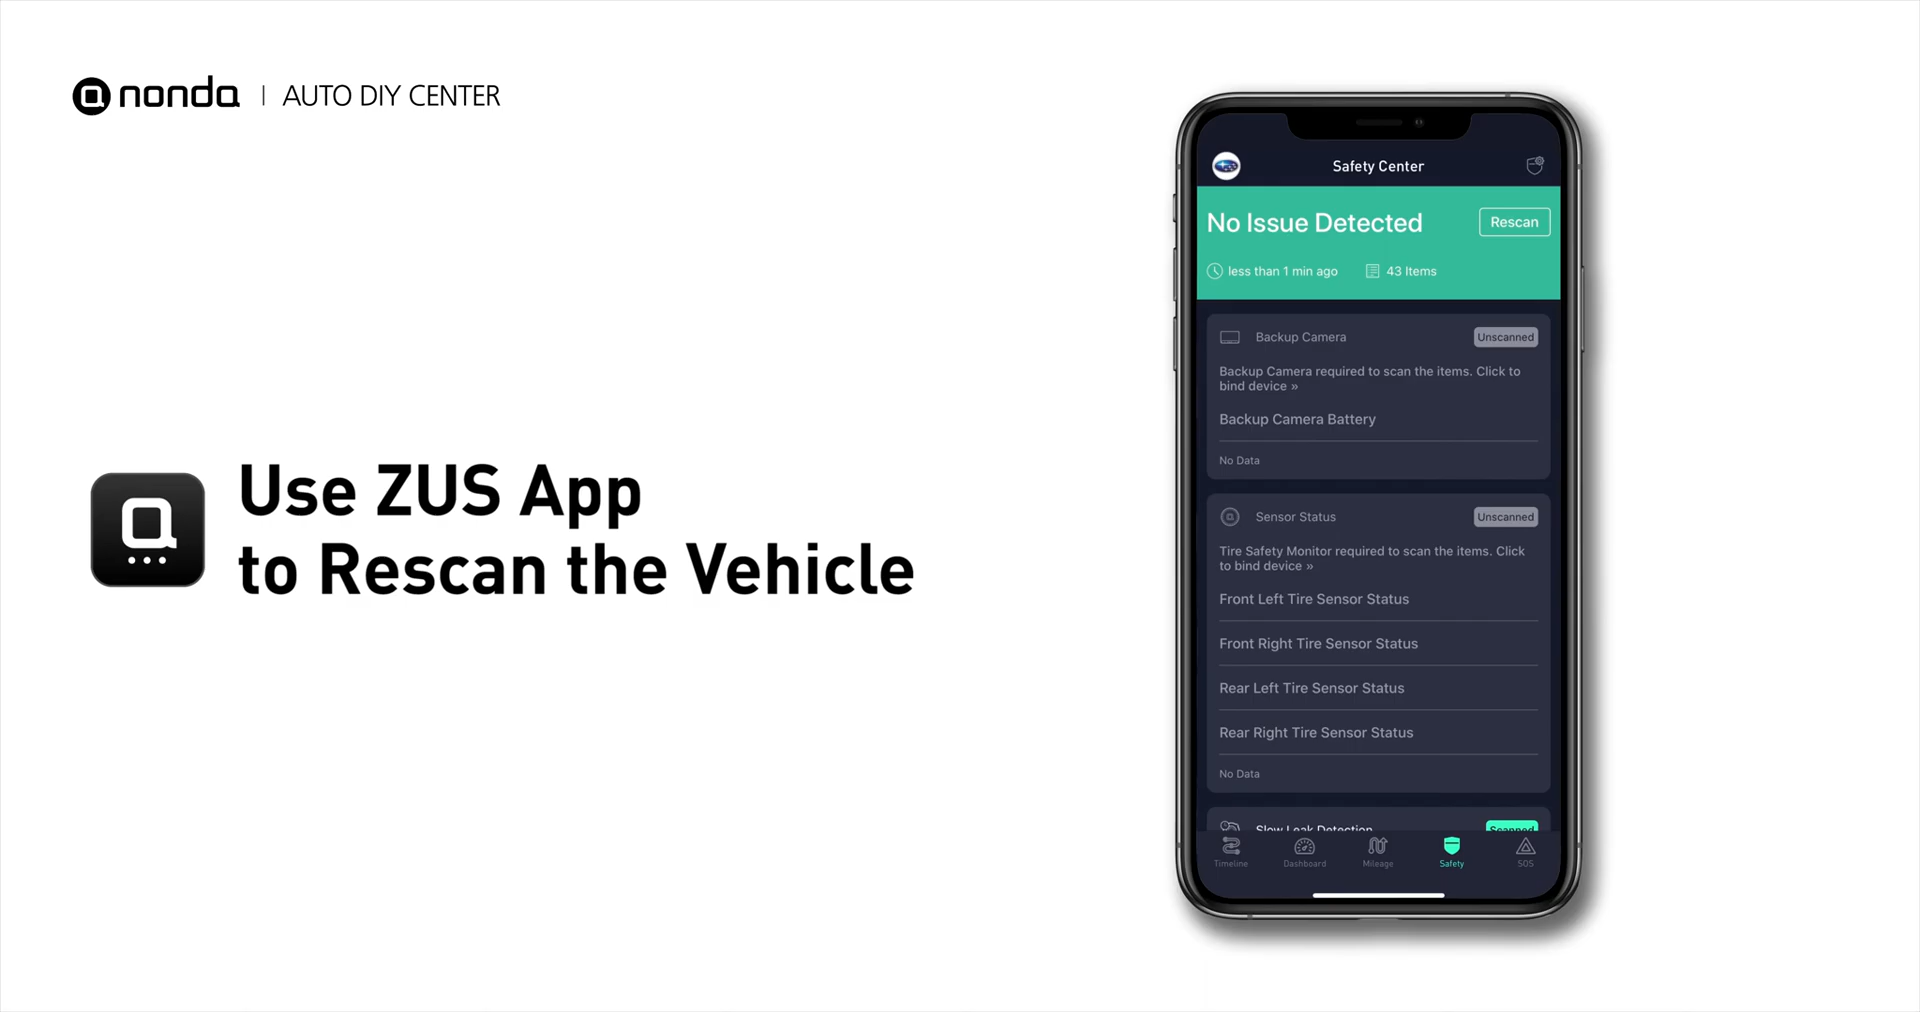 nonda | AUTO DIY CENTER
Use ZUS App
to Rescan the Vehicle
Safety Center
No Issue Detected
Rescan
less than 1 min ago
43 Items
Backup Camera
Unscanned
Backup Camera required to scan the items. Click to
bind device »
Backup Camera Battery
No Data
Sensor Status
Unscanned
Tire Safety Monitor required to scan the items. Click
to bind device »
Front Left Tire Sensor Status
Front Right Tire Sensor Status
Rear Left Tire Sensor Status
Rear Right Tire Sensor Status
No Data
Slow Leak Detection
Scanned
Timeline
Dashboard
Mileage
Safety
SOS